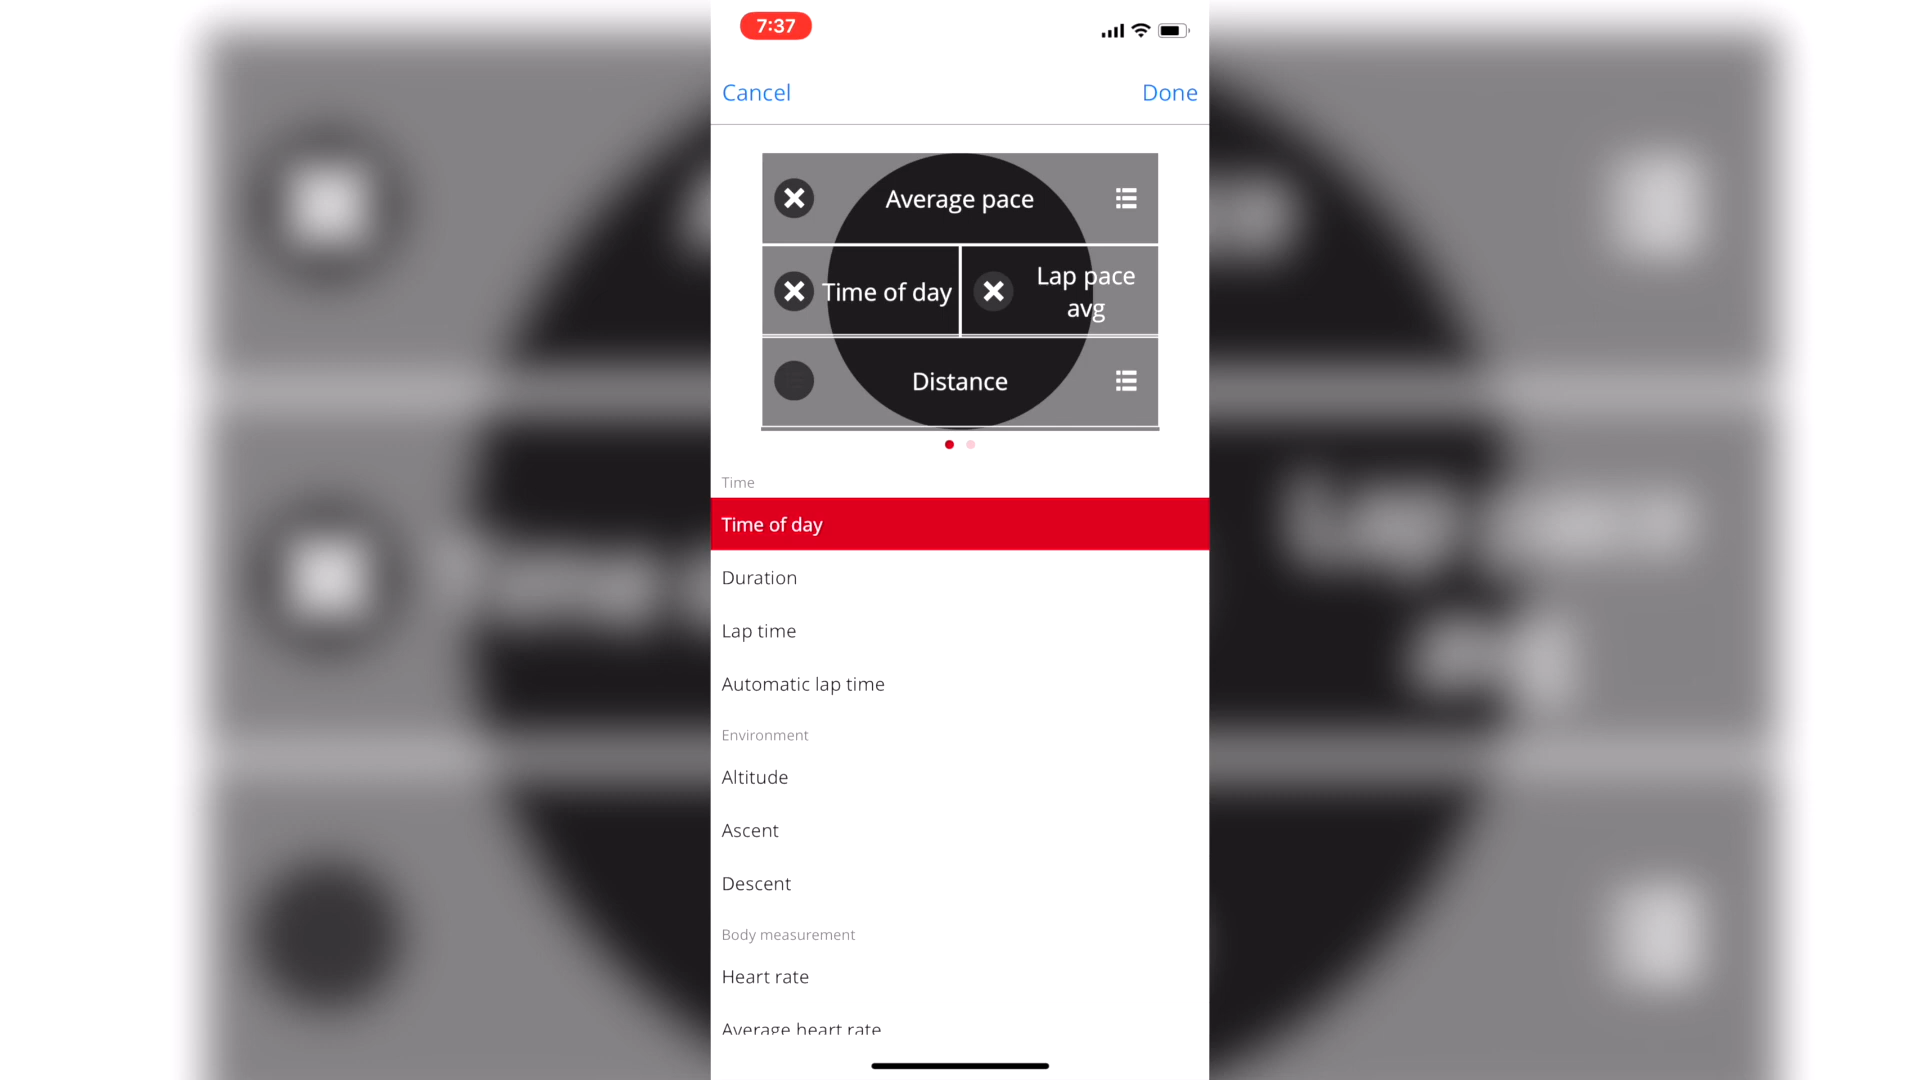 7:37
Cancel
Done
Average pace
Time of day
Lap pace
avg
Distance
Time
Time of day
Duration
Lap time
Automatic lap time
Environment
Altitude
Ascent
Descent
Body measurement
Heart rate
Average heart rate